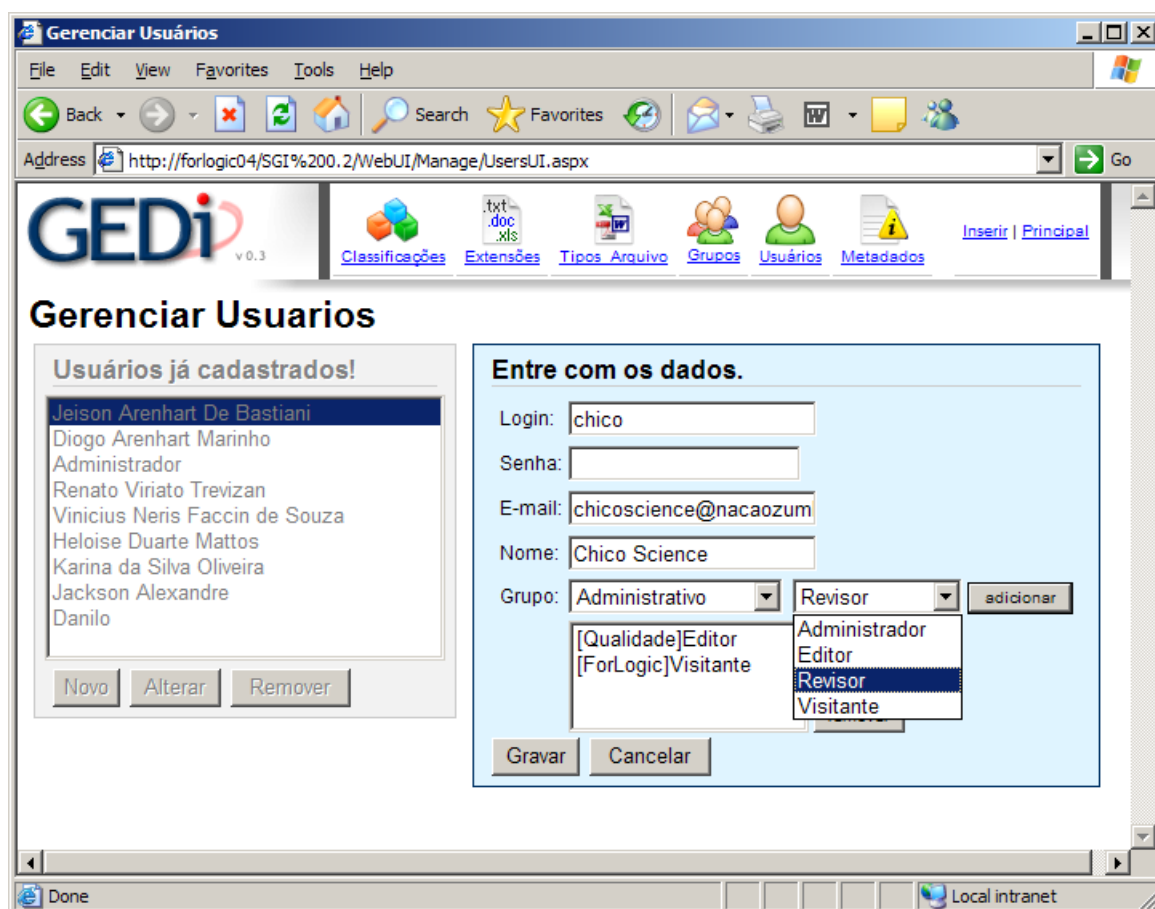 Gerenciar Usuários
File Edit View Favorites Tools Help
Back Search Favorites
Address http://forlogic04/SGI%200.2/WebUI/Manage/UsersUI.aspx Go
GEDi v 0.3
.txt
.doc
.xls
Classificações Extensões Tipos Arquivo Grupos Usuários Metadados Inserir | Principal
Gerenciar Usuarios
Usuários já cadastrados!
Jeison Arenhart De Bastiani
Diogo Arenhart Marinho
Administrador
Renato Viriato Trevizan
Vinicius Neris Faccin de Souza
Heloise Duarte Mattos
Karina da Silva Oliveira
Jackson Alexandre
Danilo
Novo Alterar Remover
Entre com os dados.
Login: chico
Senha:
E-mail: chicoscience@nacaozum
Nome: Chico Science
Grupo: Administrativo Revisor adicionar
[Qualidade]Editor
[ForLogic]Visitante
Administrador
Editor
Revisor
Visitante
Gravar Cancelar
Done Local intranet